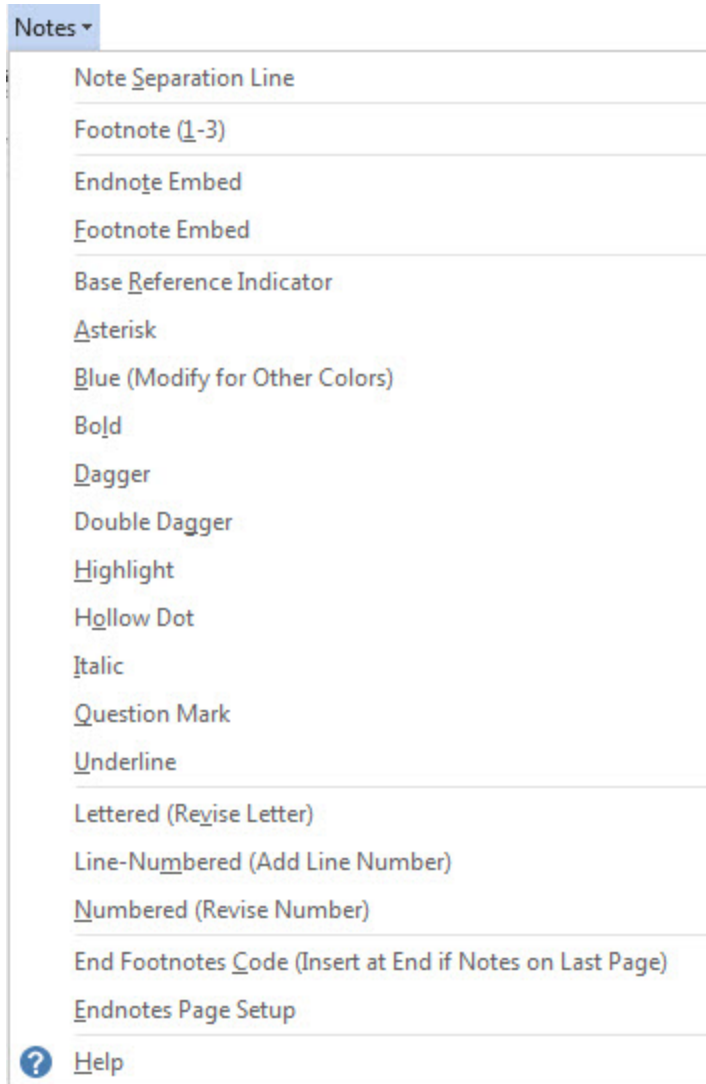 Notes
Note Separation Line
Footnote (1-3)
Endnote Embed
Footnote Embed
Base Reference Indicator
Asterisk
Blue (Modify for Other Colors)
Bold
Dagger
Double Dagger
Highlight
Hollow Dot
Italic
Question Mark
Underline
Lettered (Revise Letter)
Line-Numbered (Add Line Number)
Numbered (Revise Number)
End Footnotes Code (Insert at End if Notes on Last Page)
Endnotes Page Setup
? Help